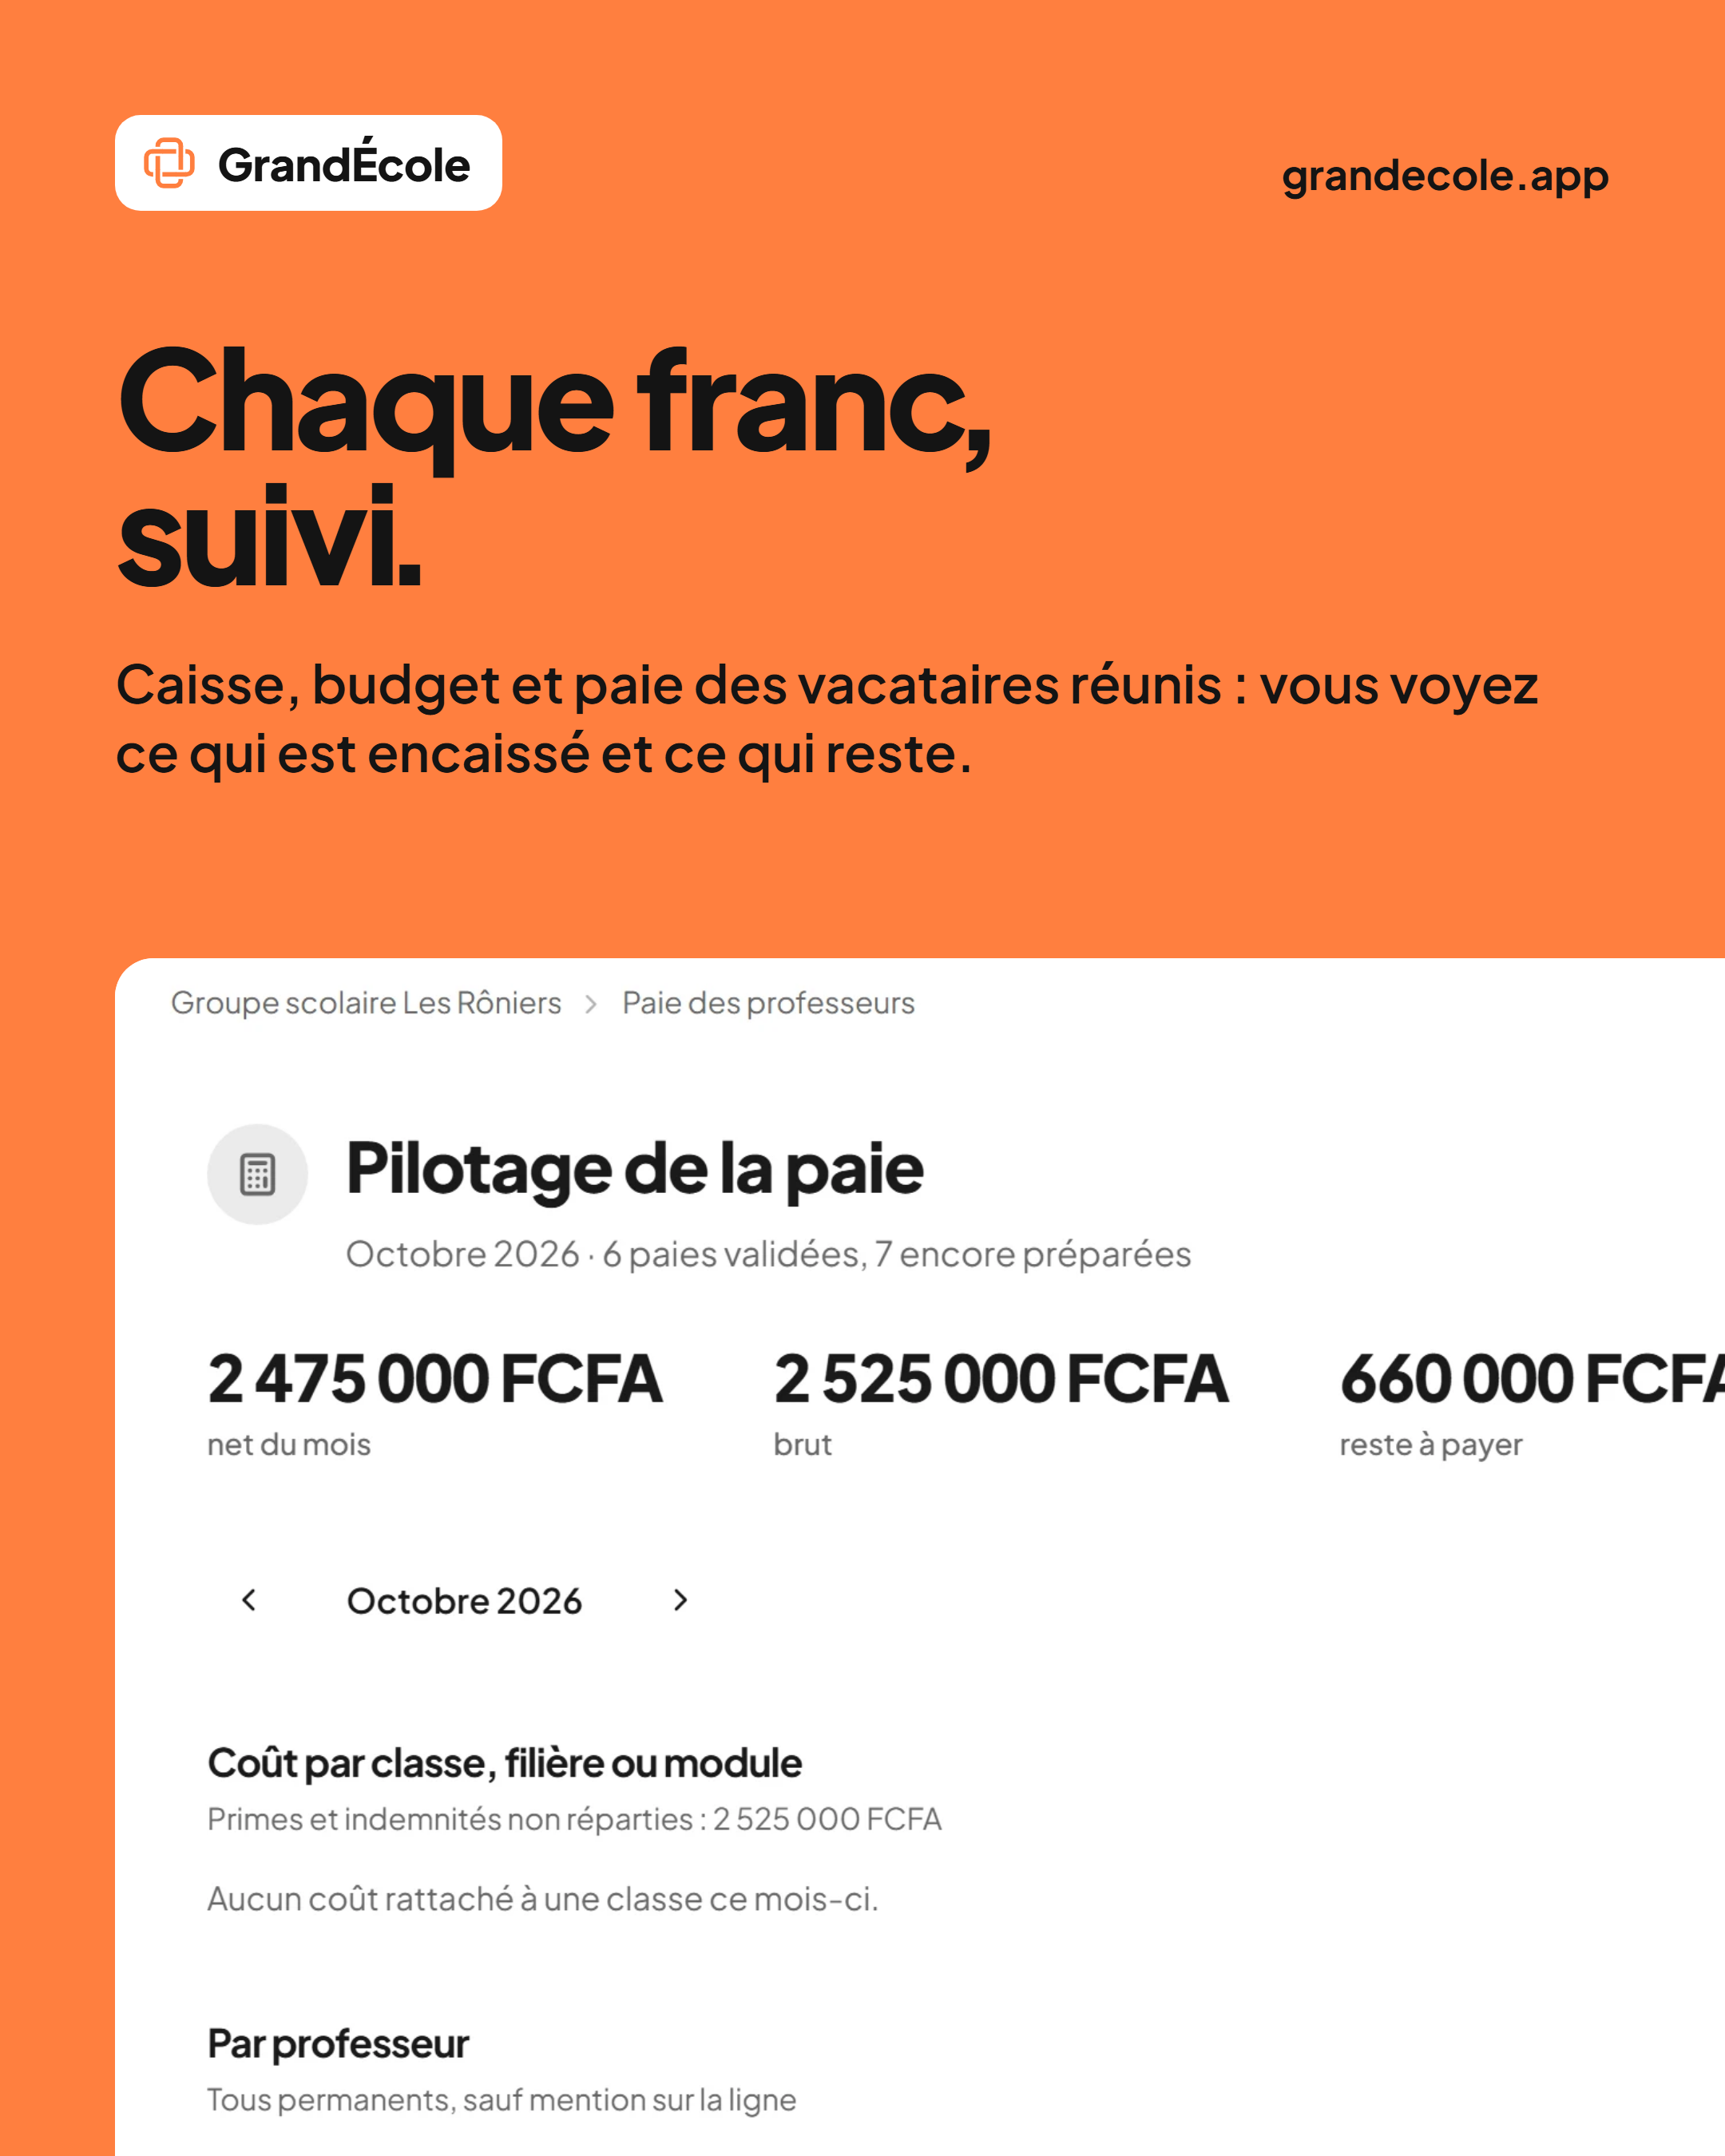 GrandÉcole
grandecole.app
Chaque franc,
suivi.
Caisse, budget et paie des vacataires réunis : vous voyez
ce qui est encaissé et ce qui reste.
Groupe scolaire Les Rôniers > Paie des professeurs
Pilotage de la paie
Octobre 2026 · 6 paies validées, 7 encore préparées
2 475 000 FCFA 2 525 000 FCFA 660 000 FCFA
net du mois brut reste à payer
Octobre 2026
Coût par classe, filière ou module
Primes et indemnités non réparties : 2 525 000 FCFA
Aucun coût rattaché à une classe ce mois-ci.
Par professeur
Tous permanents, sauf mention sur la ligne